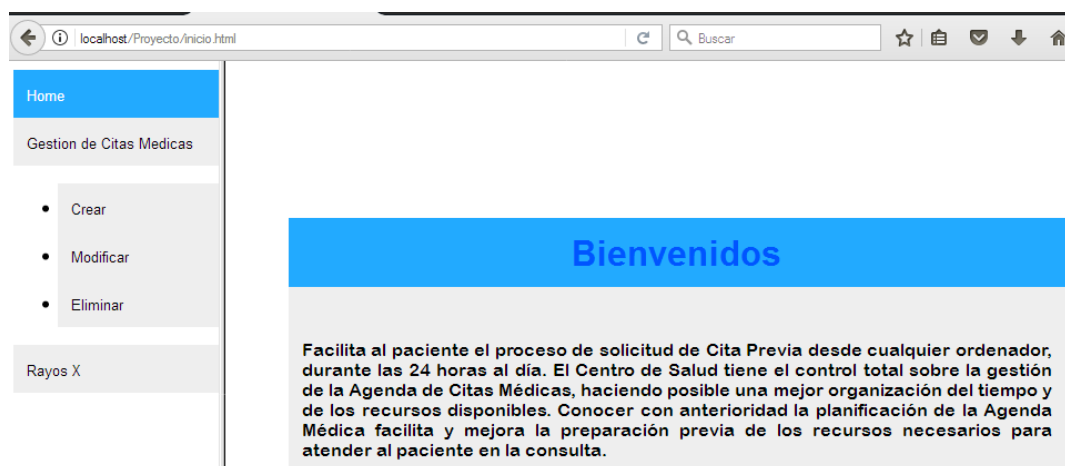 localhost/Proyecto/inicio.html
Buscar
Home
Gestion de Citas Medicas
Crear
Modificar
Eliminar
Rayos X
Bienvenidos
Facilita al paciente el proceso de solicitud de Cita Previa desde cualquier ordenador,
durante las 24 horas al día. El Centro de Salud tiene el control total sobre la gestión
de la Agenda de Citas Médicas, haciendo posible una mejor organización del tiempo y
de los recursos disponibles. Conocer con anterioridad la planificación de la Agenda
Médica facilita y mejora la preparación previa de los recursos necesarios para
atender al paciente en la consulta.